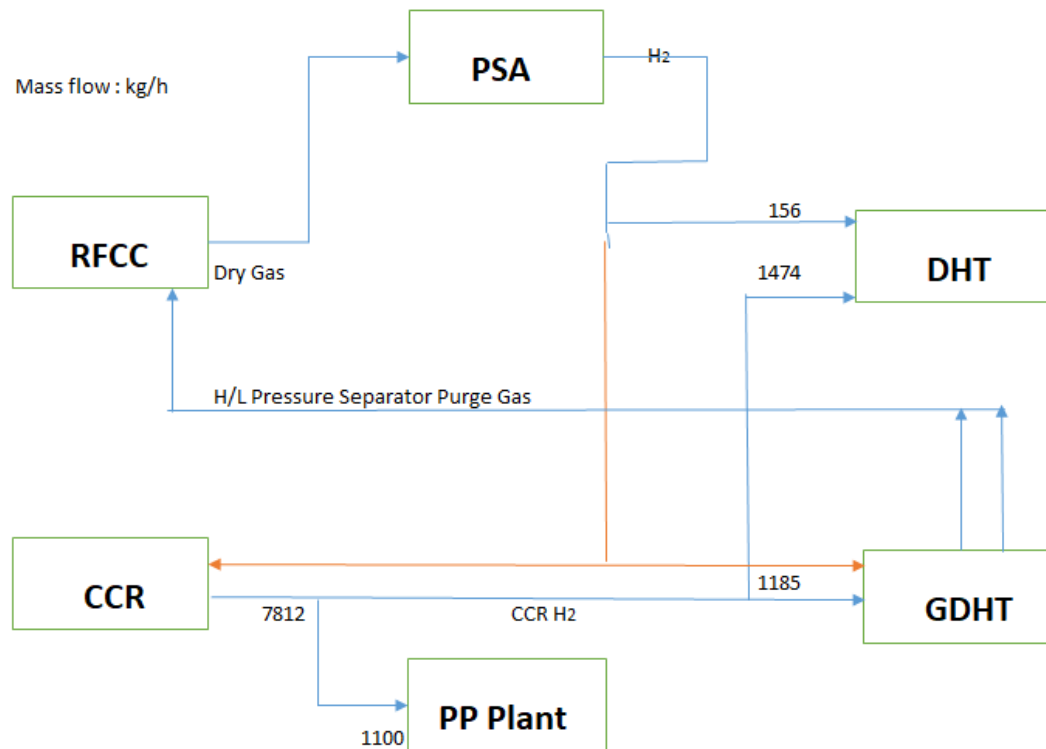 PSA
H₂
Mass flow : kg/h
156
RFCC
DHT
Dry Gas
1474
H/L Pressure Separator Purge Gas
CCR
1185
7812
CCR H₂
GDHT
PP Plant
1100